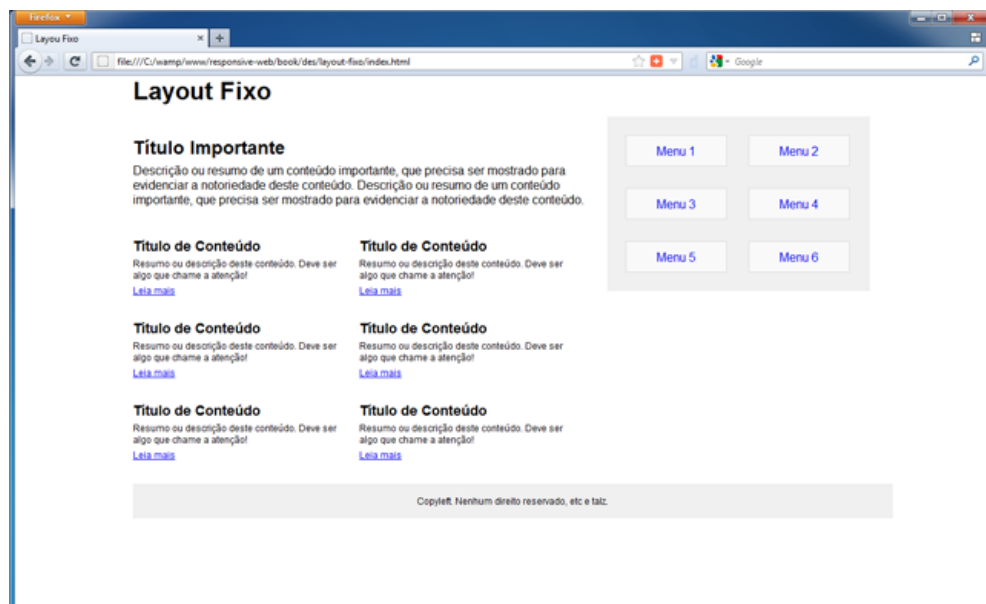 Firefox
Layou Fixo
file:///C:/wamp/www/responsive-web/book/des/layout-fixo/index.html
Google
Layout Fixo
Título Importante
Descrição ou resumo de um conteúdo importante, que precisa ser mostrado para
evidenciar a notoriedade deste conteúdo. Descrição ou resumo de um conteúdo
importante, que precisa ser mostrado para evidenciar a notoriedade deste conteúdo.
Menu 1
Menu 2
Menu 3
Menu 4
Menu 5
Menu 6
Título de Conteúdo
Resumo ou descrição deste conteúdo. Deve ser
algo que chame a atenção!
Leia mais
Título de Conteúdo
Resumo ou descrição deste conteúdo. Deve ser
algo que chame a atenção!
Leia mais
Título de Conteúdo
Resumo ou descrição deste conteúdo. Deve ser
algo que chame a atenção!
Leia mais
Título de Conteúdo
Resumo ou descrição deste conteúdo. Deve ser
algo que chame a atenção!
Leia mais
Título de Conteúdo
Resumo ou descrição deste conteúdo. Deve ser
algo que chame a atenção!
Leia mais
Título de Conteúdo
Resumo ou descrição deste conteúdo. Deve ser
algo que chame a atenção!
Leia mais
Copyleft. Nenhum direito reservado, etc e talz.